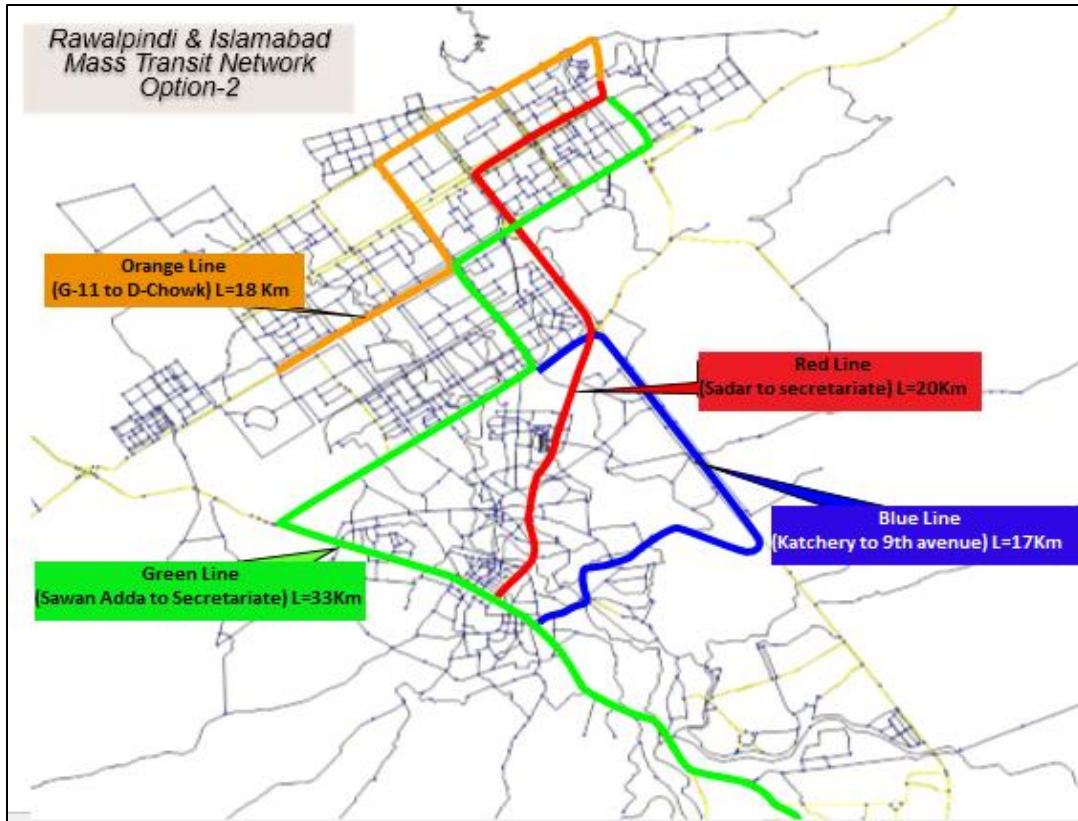 Rawalpindi & Islamabad
Mass Transit Network
Option-2
Orange Line
(G-11 to D-Chowk) L=18 Km
Red Line
(Sadar to secretariate) L=20Km
Blue Line
(Katchery to 9th avenue) L=17Km
Green Line
(Sawan Adda to Secretariate) L=33Km